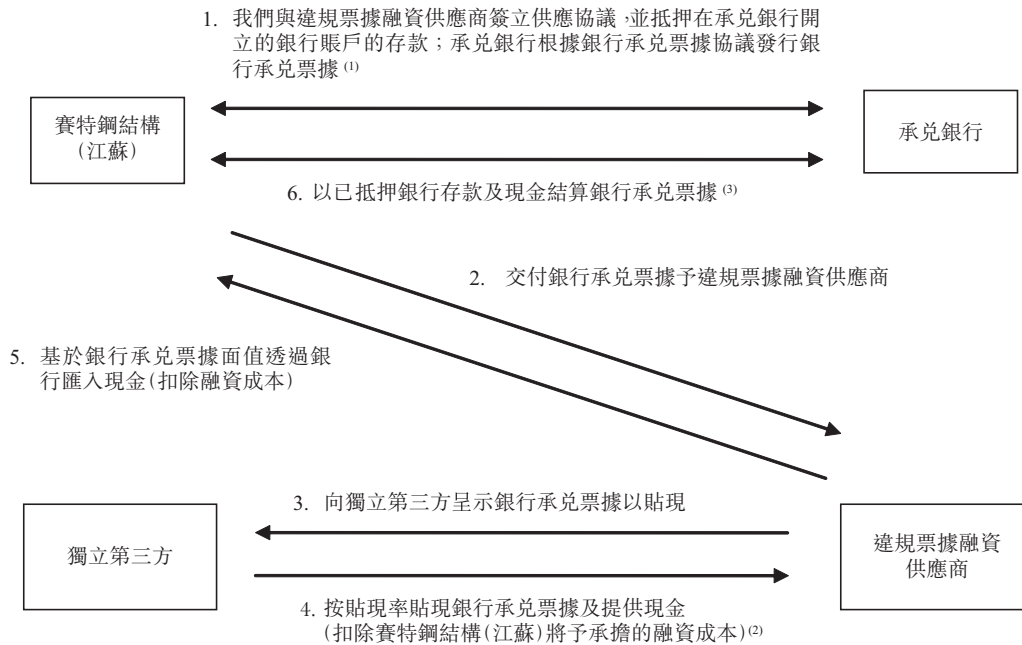 1. 我們與違規票據融資供應商簽立供應協議，並抵押在承兌銀行開
立的銀行賬戶的存款；承兌銀行根據銀行承兌票據協議發行銀
行承兌票據(1)
賽特鋼結構
(江蘇)
承兌銀行
6. 以已抵押銀行存款及現金結算銀行承兌票據(3)
2. 交付銀行承兌票據予違規票據融資供應商
5. 基於銀行承兌票據面值透過銀
行匯入現金(扣除融資成本)
3. 向獨立第三方呈示銀行承兌票據以貼現
獨立第三方
違規票據融資
供應商
4. 按貼現率貼現銀行承兌票據及提供現金
(扣除賽特鋼結構(江蘇)將予承擔的融資成本)(2)